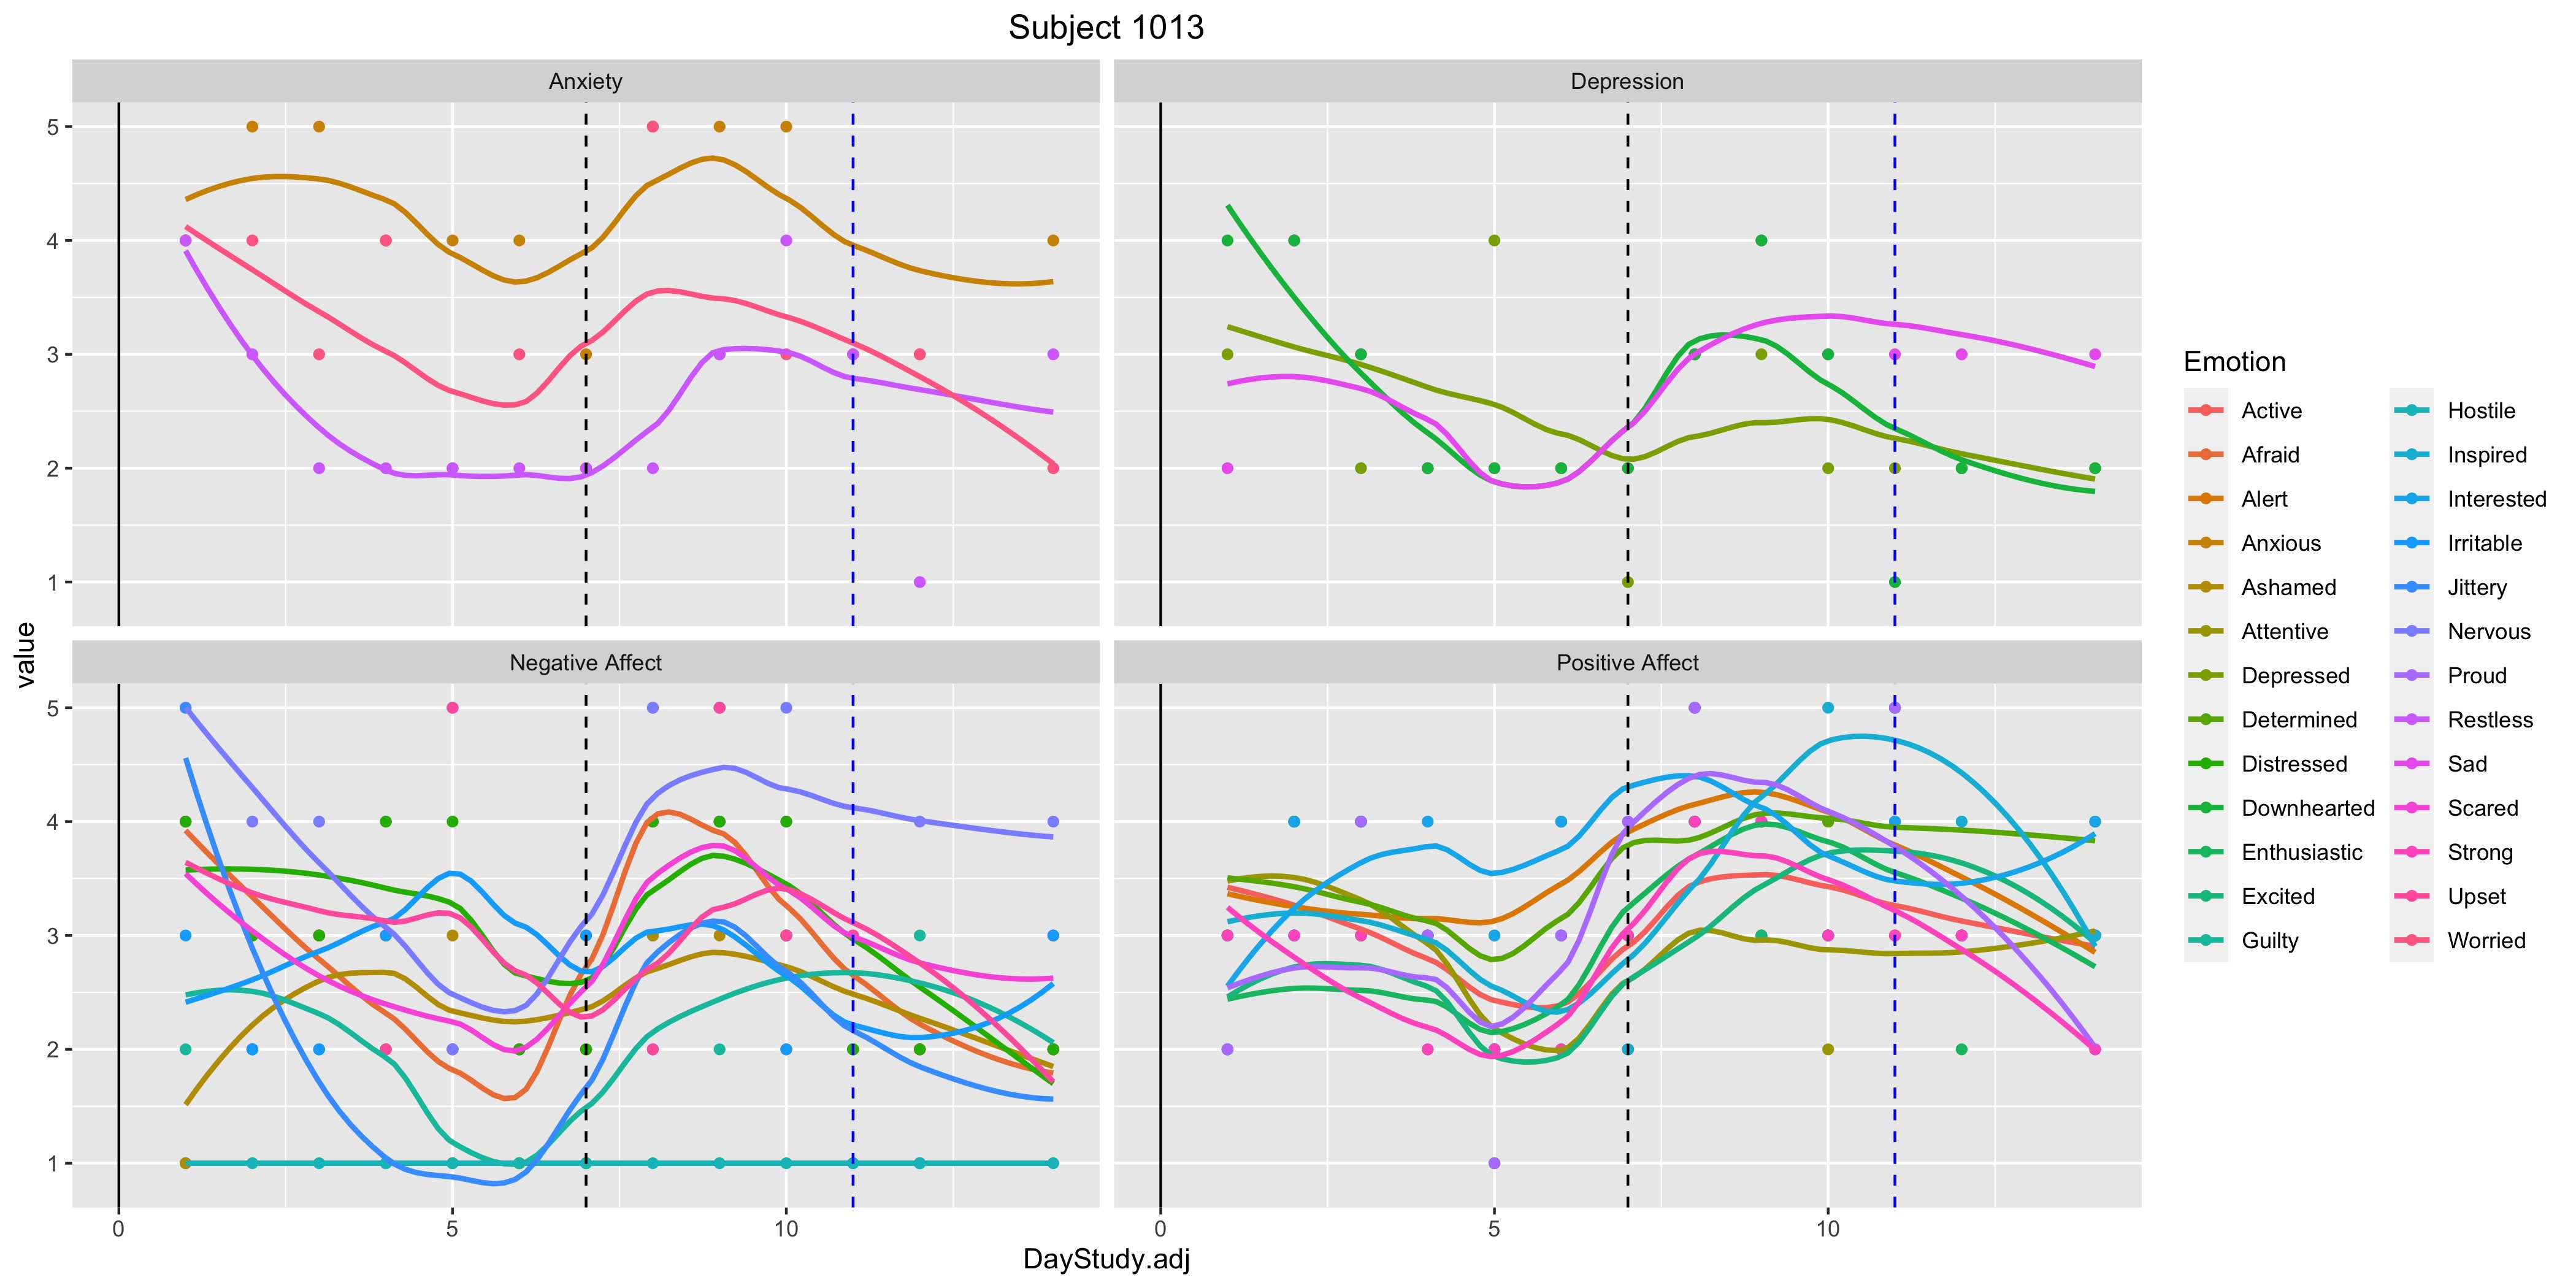 Subject 1013
Anxiety
Depression
5
4
3
2
1
value
Negative Affect
Positive Affect
5
4
3
2
1
0
5
10
0
5
10
DayStudy.adj
Emotion
Active
Afraid
Alert
Anxious
Ashamed
Attentive
Depressed
Determined
Distressed
Downhearted
Enthusiastic
Excited
Guilty
Hostile
Inspired
Interested
Irritable
Jittery
Nervous
Proud
Restless
Sad
Scared
Strong
Upset
Worried